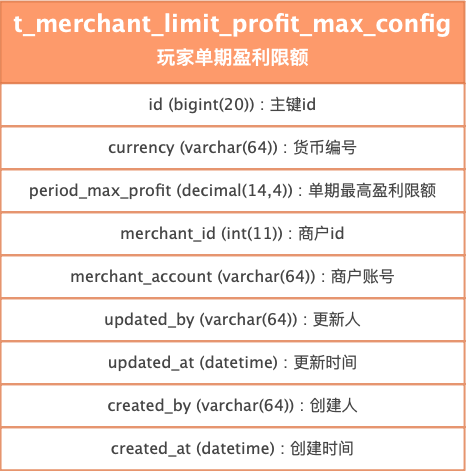 t_merchant_limit_profit_max_config
玩家单期盈利限额
id (bigint(20)) : 主键id
currency (varchar(64)) : 货币编号
period_max_profit (decimal(14,4)) : 单期最高盈利限额
merchant_id (int(11)) : 商户id
merchant_account (varchar(64)) : 商户账号
updated_by (varchar(64)) : 更新人
updated_at (datetime) : 更新时间
created_by (varchar(64)) : 创建人
created_at (datetime) : 创建时间